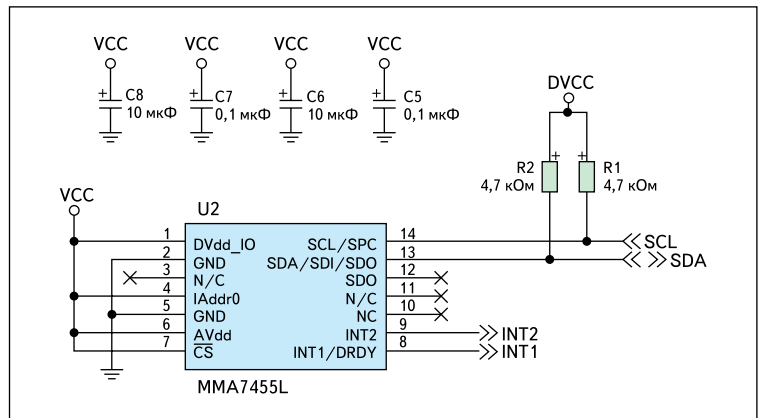 VCC VCC VCC VCC
+ C8 10 мкФ
+ C7 0,1 мкФ
+ C6 10 мкФ
+ C5 0,1 мкФ
DVCC
R2 4,7 кОм +
+ R1 4,7 кОм
VCC
U2
1 DVdd_IO SCL/SPC 14 SCL
2 GND SDA/SDI/SDO 13 SDA
3 N/C SDO 12
4 IAddr0 N/C 11
5 GND NC 10
6 AVdd INT2 9 INT2
7 CS INT1/DRDY 8 INT1
MMA7455L